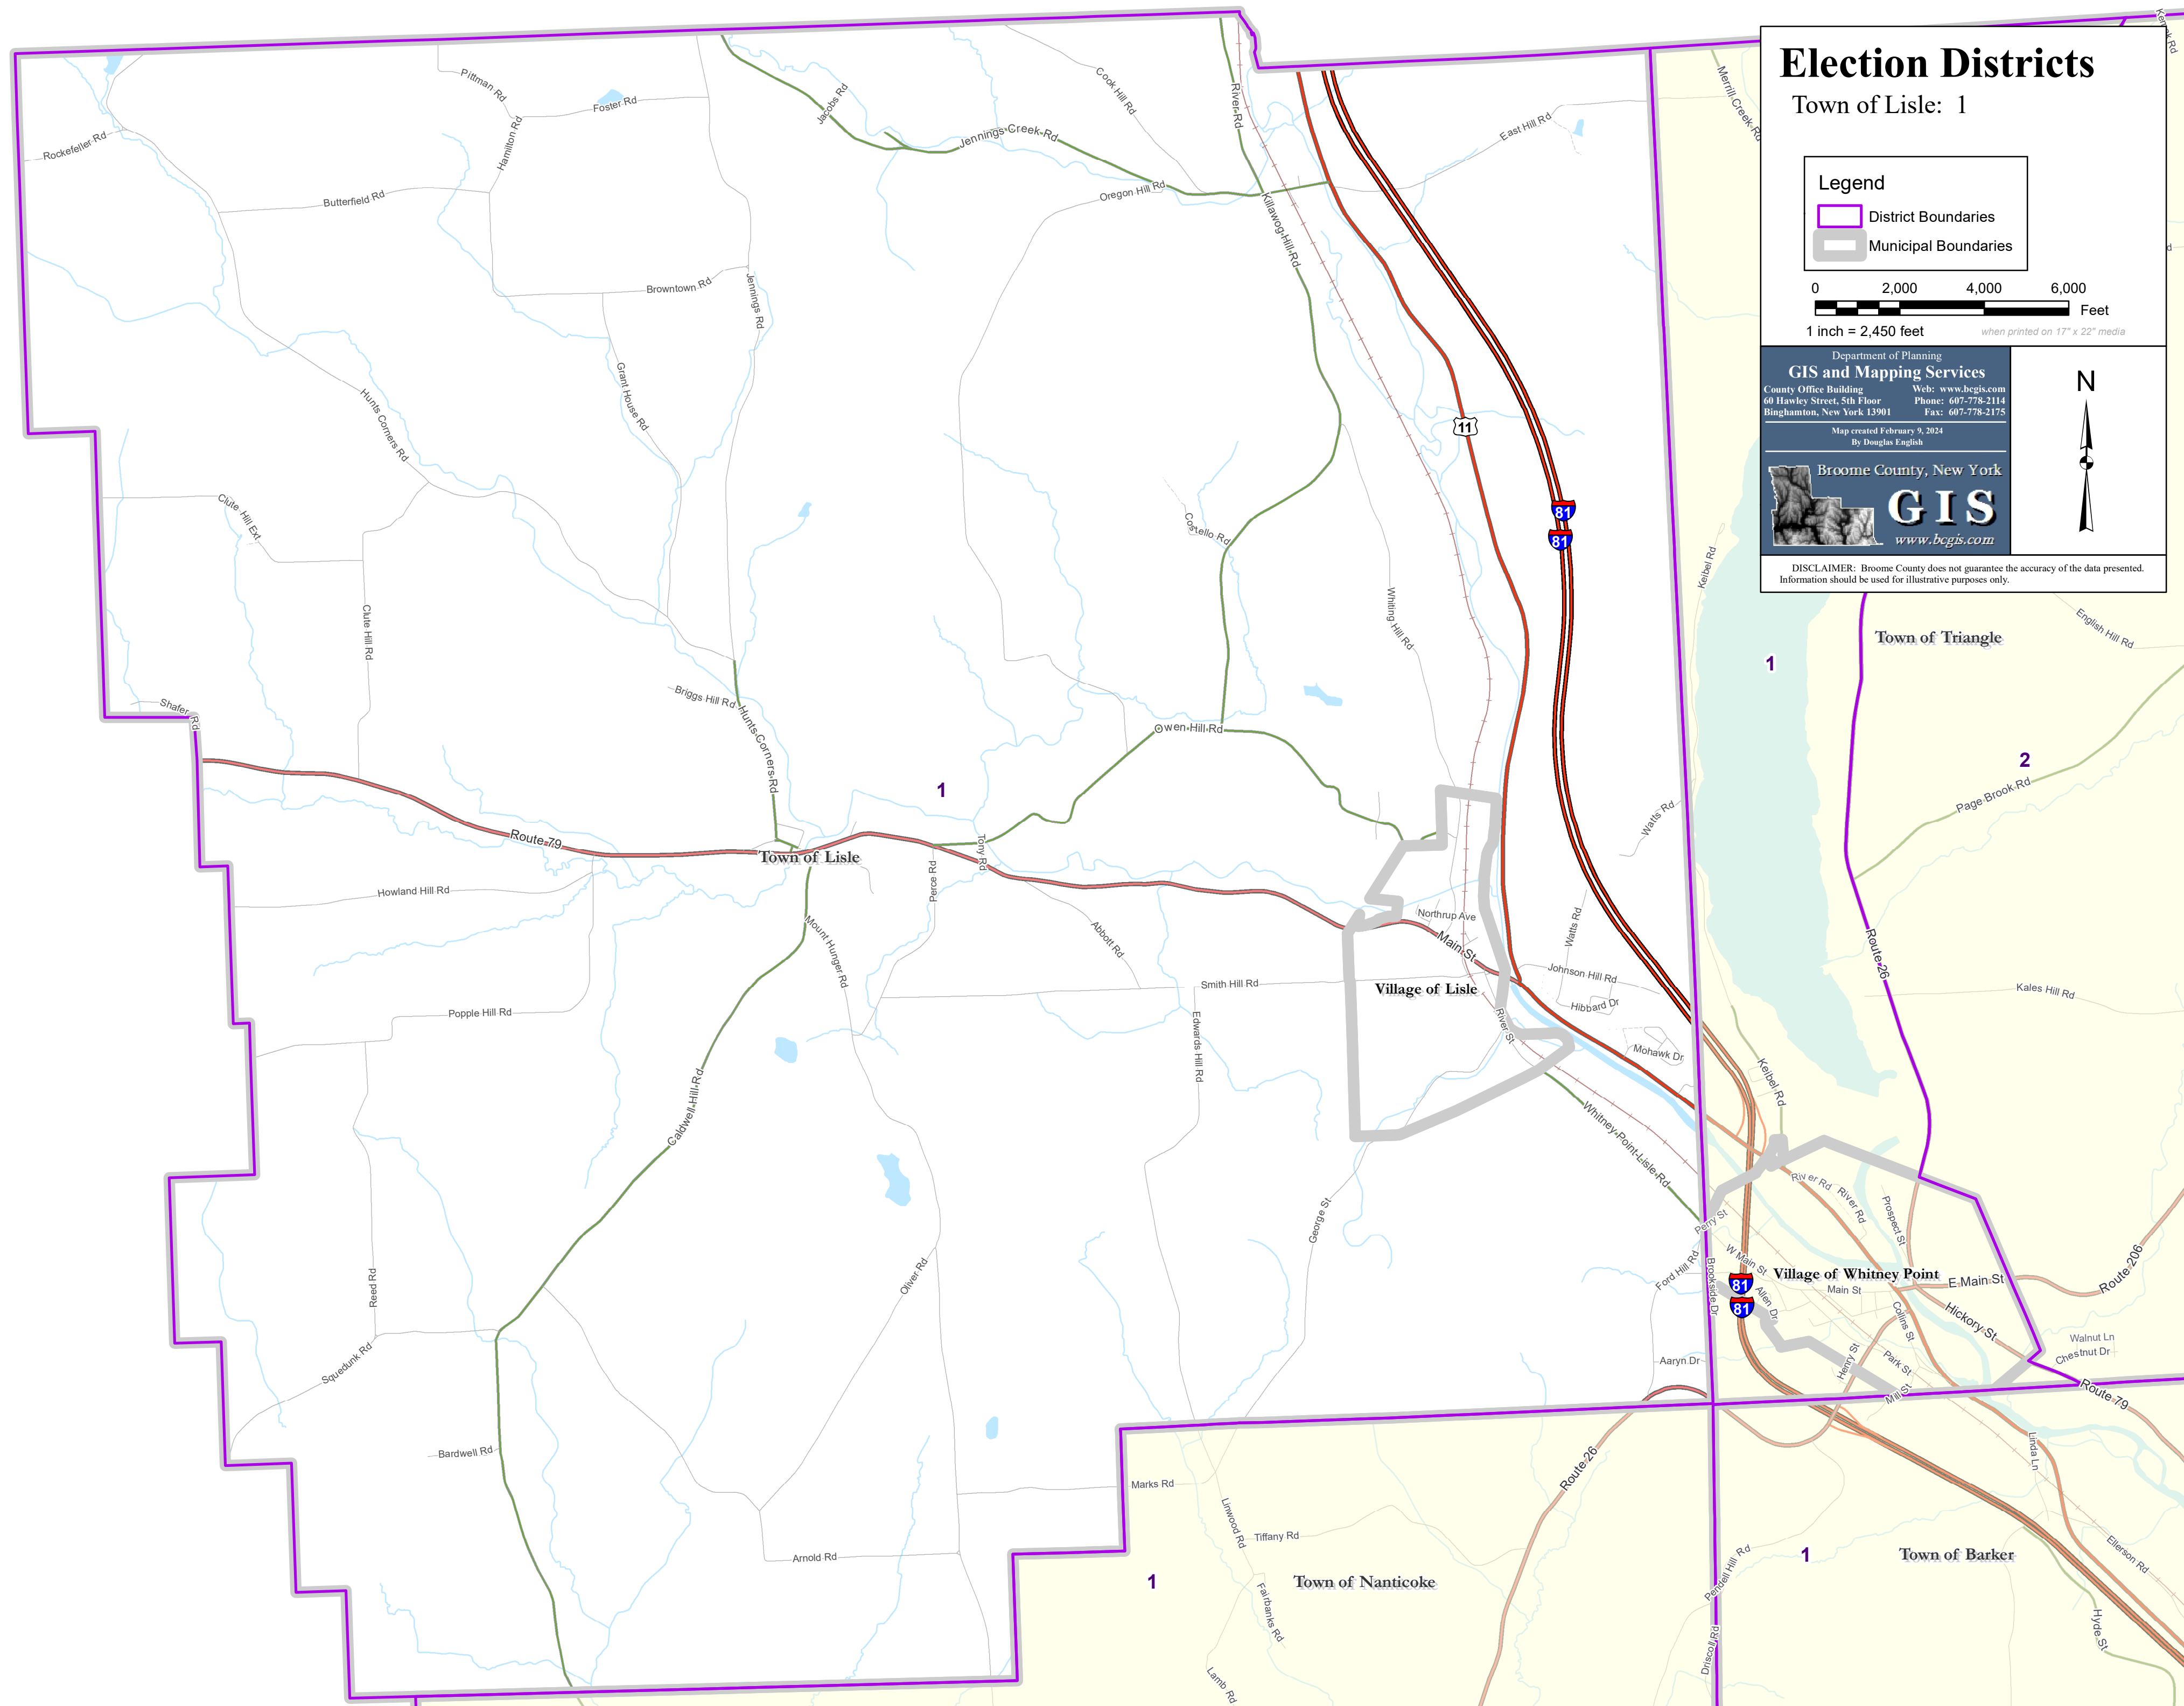 Election Districts
Town of Lisle: 1
Legend
District Boundaries
Municipal Boundaries
0 2,000 4,000 6,000
Feet
1 inch = 2,450 feet
when printed on 17" x 22" media
Department of Planning
GIS and Mapping Services
County Office Building Web: www.bcgis.com
60 Hawley Street, 5th Floor Phone: 607-778-2114
Binghamton, New York 13901 Fax: 607-778-2175
Map created February 9, 2024
By Douglas English
Broome County, New York
GIS
www.bcgis.com
N
DISCLAIMER: Broome County does not guarantee the accuracy of the data presented.
Information should be used for illustrative purposes only.
Pittman Rd
Foster Rd
Hamilton Rd
Rockefeller Rd
Butterfield Rd
Browntown Rd
Jennings Rd
Grant House Rd
Hunts Corners Rd
Jacobs Rd
Jennings Creek Rd
Cook Hill Rd
Oregon Hill Rd
River Rd
Killawog Hill Rd
East Hill Rd
Merrill Creek Rd
11
81
81
Clute Hill Ext
Clute Hill Rd
Shafer Rd
Briggs Hill Rd
Hunts Corners Rd
Costello Rd
Whiting Hill Rd
Owen Hill Rd
Keibel Rd
Town of Triangle
English Hill Rd
1
2
Page Brook Rd
Watts Rd
1
Route 79
Town of Lisle
Tony Rd
Pierce Rd
Howland Hill Rd
Mount Hunger Rd
Abbott Rd
Northrup Ave
Main St
Watts Rd
Route 26
Johnson Hill Rd
Hibbard Dr
Smith Hill Rd
Village of Lisle
River St
Mohawk Dr
Kales Hill Rd
Keibel Rd
Popple Hill Rd
Edwards Hill Rd
Caldwell Hill Rd
Whitney Point Lisle Rd
George St
Reed Rd
Oliver Rd
Squedunk Rd
Bardwell Rd
Arnold Rd
Marks Rd
Linwood Rd
Tiffany Rd
Fairbanks Rd
Lamb Rd
1
Town of Nanticoke
Route 26
Pendell Hill Rd
Driscoll Rd
1
Town of Barker
Perry St
Ford Hill Rd
Brookside Dr
W Main St
Allen Dr
Aaryn Dr
81
81
Village of Whitney Point
Main St
River Rd
River Rd
Prospect St
E Main St
Hickory St
Collins St
Park St
Henry St
Mill St
Route 206
Walnut Ln
Chestnut Dr
Route 79
Linda Ln
Ellerson Rd
Hyde St